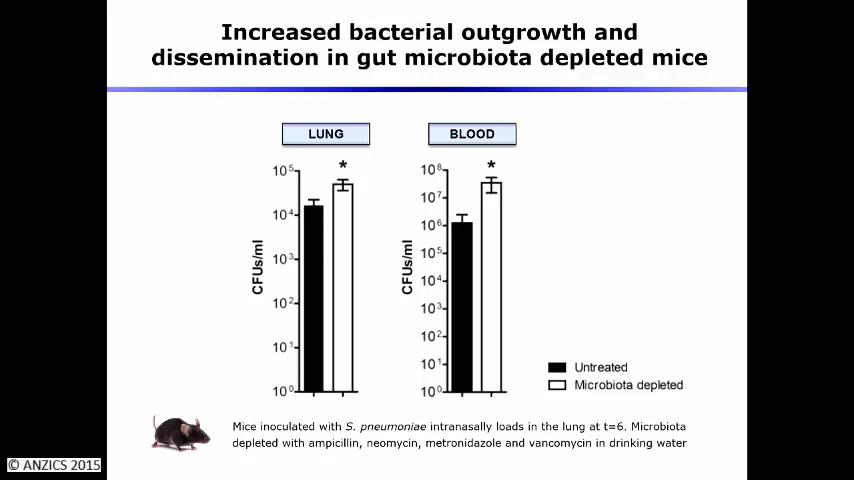 Increased bacterial outgrowth and
dissemination in gut microbiota depleted mice
LUNG
BLOOD
*
*
CFUs/ml
10⁵
10⁴
10³
10²
10¹
10⁰
CFUs/ml
10⁸
10⁷
10⁶
10⁵
10⁴
10³
10²
10¹
10⁰
Untreated
Microbiota depleted
Mice inoculated with S. pneumoniae intranasally loads in the lung at t=6. Microbiota
depleted with ampicillin, neomycin, metronidazole and vancomycin in drinking water
© ANZICS 2015